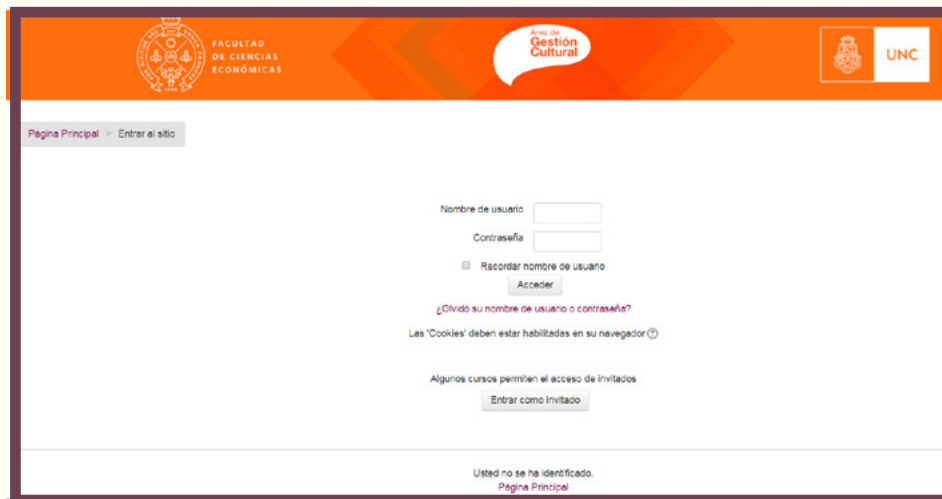 FACULTAD
DE CIENCIAS
ECONÓMICAS
Área de
Gestión
Cultural
UNC
Página Principal ► Entrar al sitio
Nombre de usuario
Contraseña
Recordar nombre de usuario
Acceder
¿Olvidó su nombre de usuario o contraseña?
Las 'Cookies' deben estar habilitadas en su navegador
Algunos cursos permiten el acceso de invitados
Entrar como invitado
Usted no se ha identificado.
Página Principal